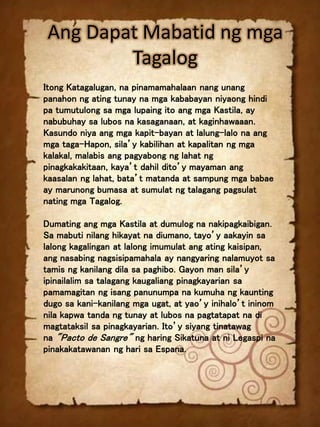 Ang Dapat Mabatid ng mga
Tagalog
Itong Katagalugan, na pinamamahalaan nang unang
panahon ng ating tunay na mga kababayan niyaong hindi
pa tumutulong sa mga lupaing ito ang mga Kastila, ay
nabubuhay sa lubos na kasaganaan, at kaginhawaaan.
Kasundo niya ang mga kapit-bayan at lalung-lalo na ang
mga taga-Hapon, sila'y kabilihan at kapalitan ng mga
kalakal, malabis ang pagyabong ng lahat ng
pinagkakakitaan, kaya't dahil dito'y mayaman ang
kaasalan ng lahat, bata't matanda at sampung mga babae
ay marunong bumasa at sumulat ng talagang pagsulat
nating mga Tagalog.
Dumating ang mga Kastila at dumulog na nakipagkaibigan.
Sa mabuti nilang hikayat na diumano, tayo'y aakayin sa
lalong kagalingan at lalong imumulat ang ating kaisipan,
ang nasabing nagsisipamahala ay nangyaring nalamuyot sa
tamis ng kanilang dila sa paghibo. Gayon man sila'y
ipinailalim sa talagang kaugaliang pinagkayarian sa
pamamagitan ng isang panunumpa na kumuha ng kaunting
dugo sa kani-kanilang mga ugat, at yao'y inihalo't ininom
nila kapwa tanda ng tunay at lubos na pagtatapat na di
magtataksil sa pinagkayarian. Ito'y siyang tinatawag
na "Pacto de Sangre" ng haring Sikatuna at ni Legaspi na
pinakakatawanan ng hari sa Espana.